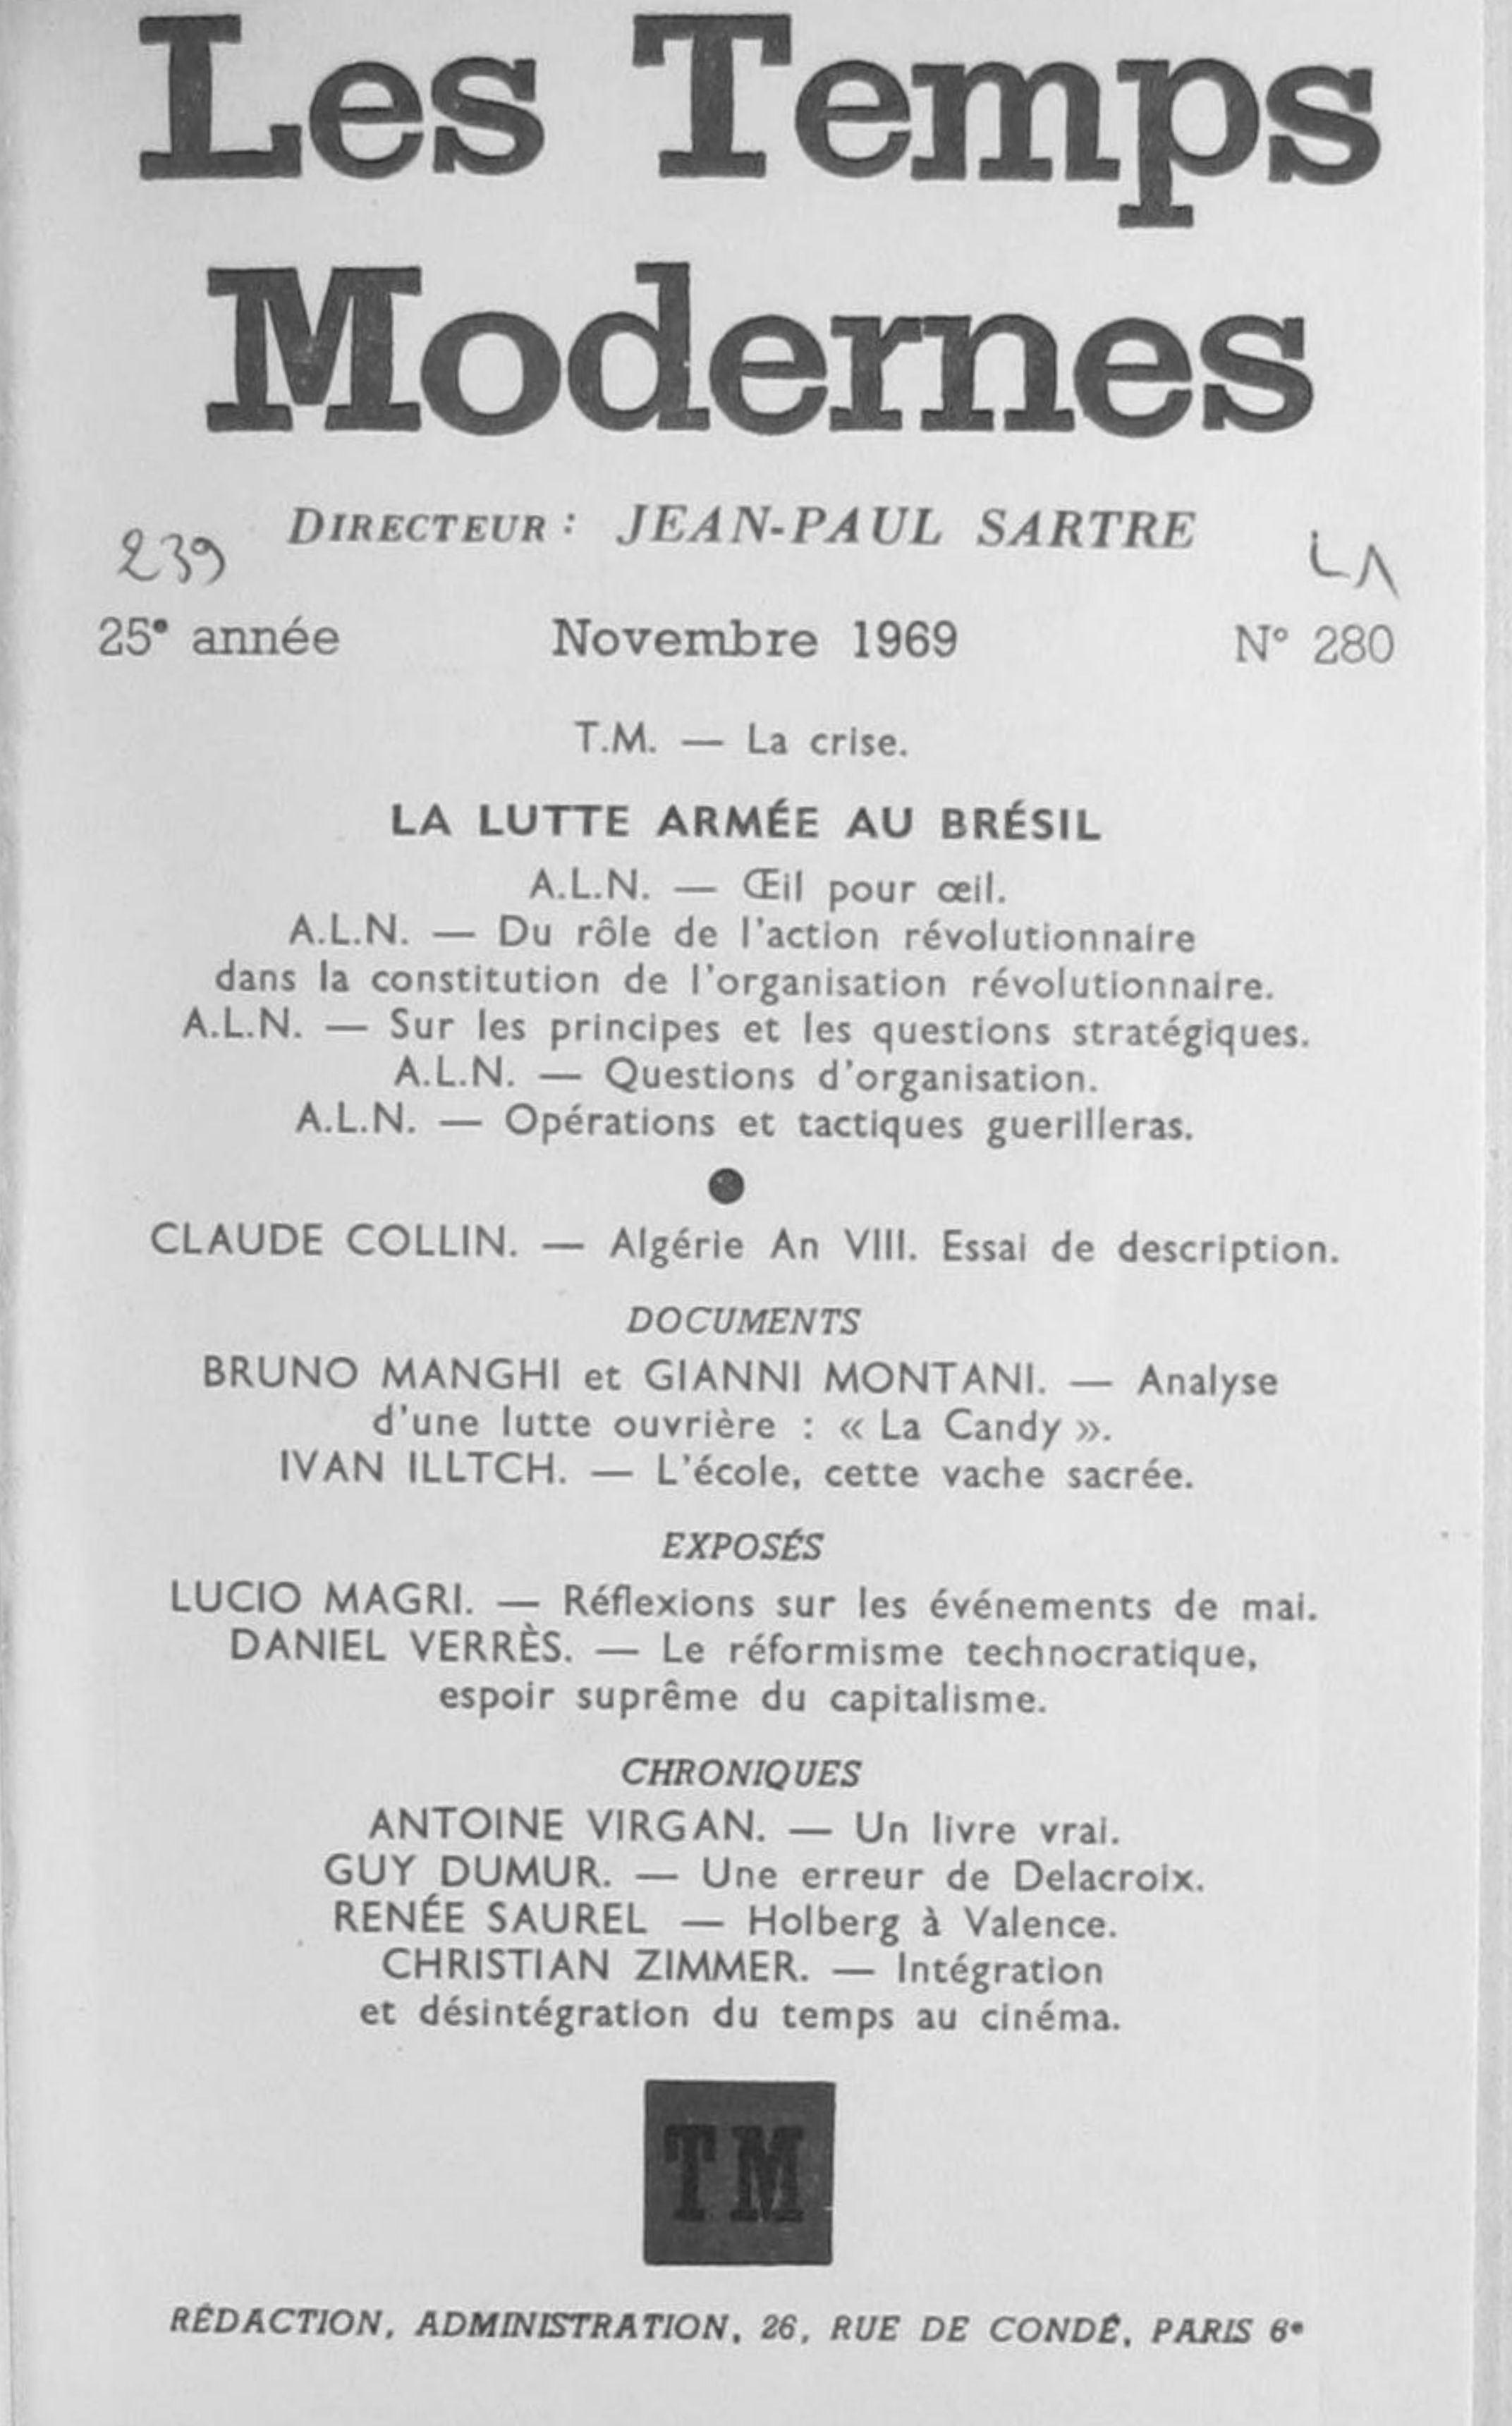 Les Temps
Modernes
DIRECTEUR : JEAN-PAUL SARTRE
239
25e année Novembre 1969 N° 280
T.M. — La crise.
LA LUTTE ARMÉE AU BRÉSIL
A.L.N. — Œil pour œil.
A.L.N. — Du rôle de l'action révolutionnaire
dans la constitution de l'organisation révolutionnaire.
A.L.N. — Sur les principes et les questions stratégiques.
A.L.N. — Questions d'organisation.
A.L.N. — Opérations et tactiques guerilleras.
CLAUDE COLLIN. — Algérie An VIII. Essai de description.
DOCUMENTS
BRUNO MANGHI et GIANNI MONTANI. — Analyse
d'une lutte ouvrière : « La Candy ».
IVAN ILLTCH. — L'école, cette vache sacrée.
EXPOSÉS
LUCIO MAGRI. — Réflexions sur les événements de mai.
DANIEL VERRÈS. — Le réformisme technocratique,
espoir suprême du capitalisme.
CHRONIQUES
ANTOINE VIRGAN. — Un livre vrai.
GUY DUMUR. — Une erreur de Delacroix.
RENÉE SAUREL — Holberg à Valence.
CHRISTIAN ZIMMER. — Intégration
et désintégration du temps au cinéma.
TM
RÉDACTION, ADMINISTRATION, 26, RUE DE CONDÉ, PARIS 6e